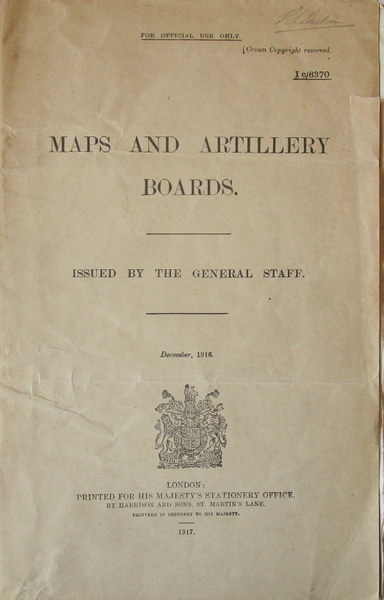 FOR OFFICIAL USE ONLY.
[Crown Copyright reserved.
I c/6370
MAPS AND ARTILLERY
BOARDS.
ISSUED BY THE GENERAL STAFF.
December, 1916.
LONDON:
PRINTED FOR HIS MAJESTY'S STATIONERY OFFICE,
BY HARRISON AND SONS, ST. MARTIN'S LANE,
PRINTERS IN ORDINARY TO HIS MAJESTY.
1917.